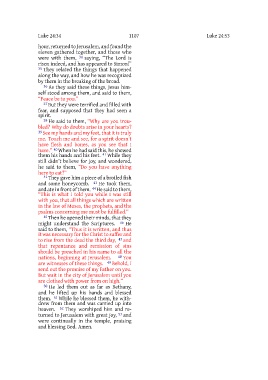 Luke 24:34 1107 Luke 24:53
hour, returned to Jerusalem, and found the
eleven gathered together, and those who
were with them, 34 saying, “The Lord is
risen indeed, and has appeared to Simon!”
35 They related the things that happened
along the way, and how he was recognized
by them in the breaking of the bread.
36 As they said these things, Jesus him-
self stood among them, and said to them,
“Peace be to you.”
37 But they were terrified and filled with
fear, and supposed that they had seen a
spirit.
38 He said to them, “Why are you trou-
bled? Why do doubts arise in your hearts?
39 See my hands and my feet, that it is truly
me. Touch me and see, for a spirit doesn’t
have flesh and bones, as you see that I
have.” 40 When he had said this, he showed
them his hands and his feet. 41 While they
still didn’t believe for joy, and wondered,
he said to them, “Do you have anything
here to eat?”
42 They gave him a piece of a broiled fish
and some honeycomb. 43 He took them,
and ate in front of them. 44 He said to them,
“This is what I told you while I was still
with you, that all things which are written
in the law of Moses, the prophets, and the
psalms concerning me must be fulfilled.”
45 Then he opened their minds, that they
might understand the Scriptures. 46 He
said to them, “Thus it is written, and thus
it was necessary for the Christ to suffer and
to rise from the dead the third day, 47 and
that repentance and remission of sins
should be preached in his name to all the
nations, beginning at Jerusalem. 48 You
are witnesses of these things. 49 Behold, I
send out the promise of my Father on you.
But wait in the city of Jerusalem until you
are clothed with power from on high.”
50 He led them out as far as Bethany,
and he lifted up his hands and blessed
them. 51 While he blessed them, he with-
drew from them and was carried up into
heaven. 52 They worshiped him and re-
turned to Jerusalem with great joy, 53 and
were continually in the temple, praising
and blessing God. Amen.